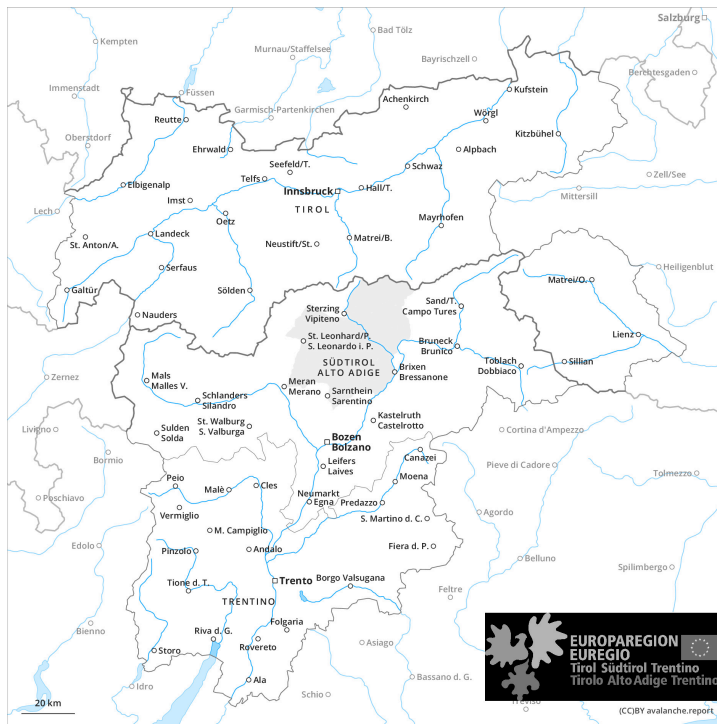 Salzburg
Kempten
Bad Tölz
Murnau/Staffelsee
Bayrischzell
Berchtesgaden
Immenstadt
Füssen
Garmisch-Partenkirchen
Achenkirch
Kufstein
Reutte
Wörgl
Oberstdorf
Kitzbühel
Ehrwald
Alpbach
Seefeld/T.
Schwaz
Telfs
Zell/See
Elbigenalp
Innsbruck
Hall/T.
Mittersill
Imst
TIROL
Lech
Oetz
Mayrhofen
St. Anton/A.
Landeck
Neustift/St.
Matrei/B.
Serfaus
Heiligenblut
Galtür
Sölden
Matrei/O.
Nauders
Sterzing
Vipiteno
Sand/T.
Campo Tures
St. Leonhard/P.
S. Leonardo i. P.
Lienz
Bruneck
Brunico
SÜDTIROL
ALTO ADIGE
Toblach
Dobbiaco
Sillian
Brixen
Bressanone
Zernez
Mals
Malles V.
Meran
Merano
Sarnthein
Sarentino
Schlanders
Silandro
Kastelruth
Castelrotto
St. Walburg
S. Valburga
Livigno
Sulden
Solda
Cortina d'Ampezzo
Bozen
Bolzano
Bormio
Canazei
Leifers
Laives
Pieve di Cadore
Tolmezzo
Peio
Malè
Cles
Moena
Poschiavo
Neumarkt
Egna
Predazzo
Vermiglio
Agordo
S. Martino d. C.
M. Campiglio
Edolo
Pinzolo
Andalo
Fiera d. P.
Belluno
Spilimbergo
Tione d. T.
Trento
Borgo Valsugana
Feltre
TRENTINO
Bienno
Riva d. G.
Folgaria
Rovereto
Asiago
Storo
Idro
Ala
Schio
Bassano d. G.
Treviso
EUROPAREGION
EUREGIO
Tirol Südtirol Trentino
Tirolo Alto Adige Trentino
20 km
(CC)BY avalanche.report